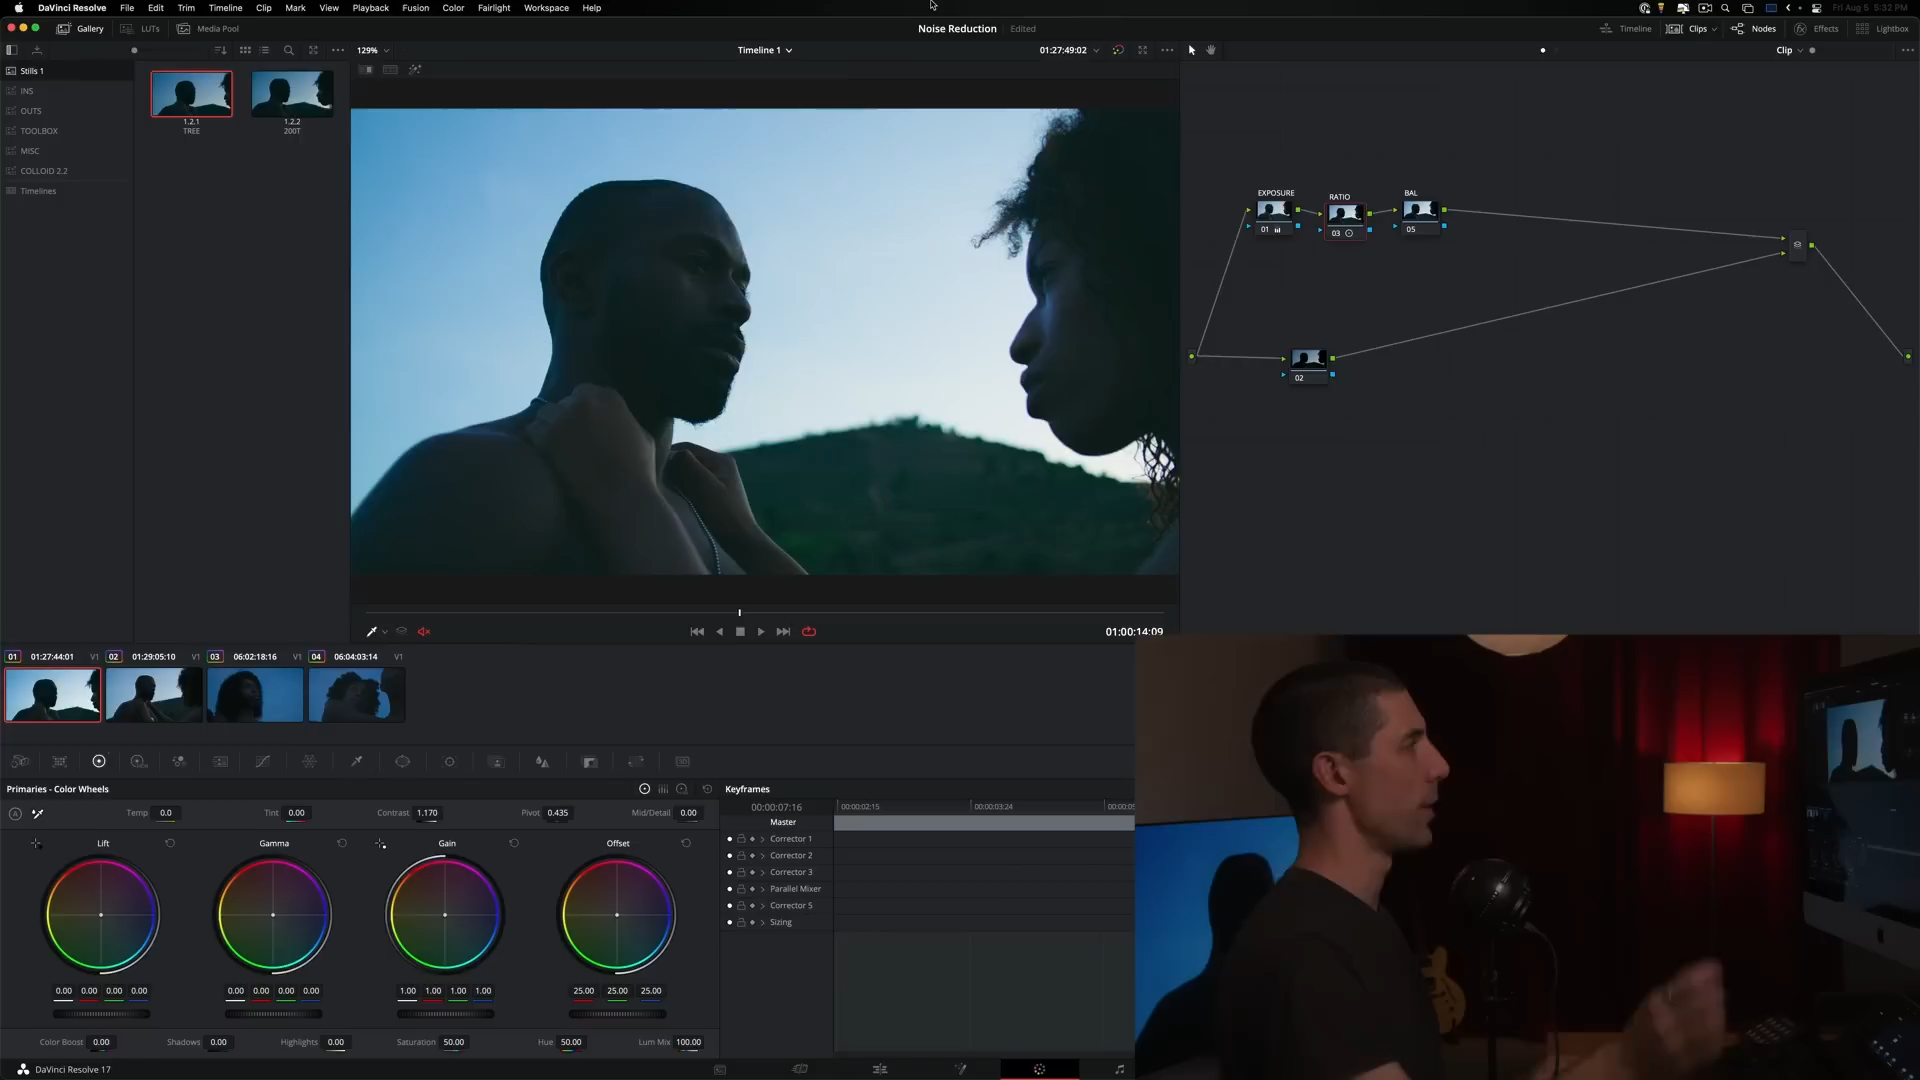 DaVinci Resolve File Edit Trim Timeline Clip Mark View Playback Fusion Color Fairlight Workspace Help Fri Aug 5 5:32 PM
Gallery LUTs Media Pool Noise Reduction Edited Timeline Clips Nodes Effects Lightbox
129% Timeline 1 01:27:49:02 Clip
Stills 1
INS
OUTS
TOOLBOX
MISC
COLLOID 2.2
Timelines
1.2.1
TREE
1.2.2
200T
EXPOSURE
01
RATIO
03
BAL
05
02
01:00:14:09
01 01:27:44:01 V1 02 01:29:05:10 V1 03 06:02:18:16 V1 04 06:04:03:14 V1
Primaries - Color Wheels
Temp 0.0 Tint 0.00 Contrast 1.170 Pivot 0.435 Mid/Detail 0.00
Lift Gamma Gain Offset
0.00 0.00 0.00 0.00 0.00 0.00 0.00 0.00 1.00 1.00 1.00 1.00 25.00 25.00 25.00
Color Boost 0.00 Shadows 0.00 Highlights 0.00 Saturation 50.00 Hue 50.00 Lum Mix 100.00
Keyframes
00:00:07:16 00:00:02:15 00:00:03:24
Master
Corrector 1
Corrector 2
Corrector 3
Parallel Mixer
Corrector 5
Sizing
DaVinci Resolve 17